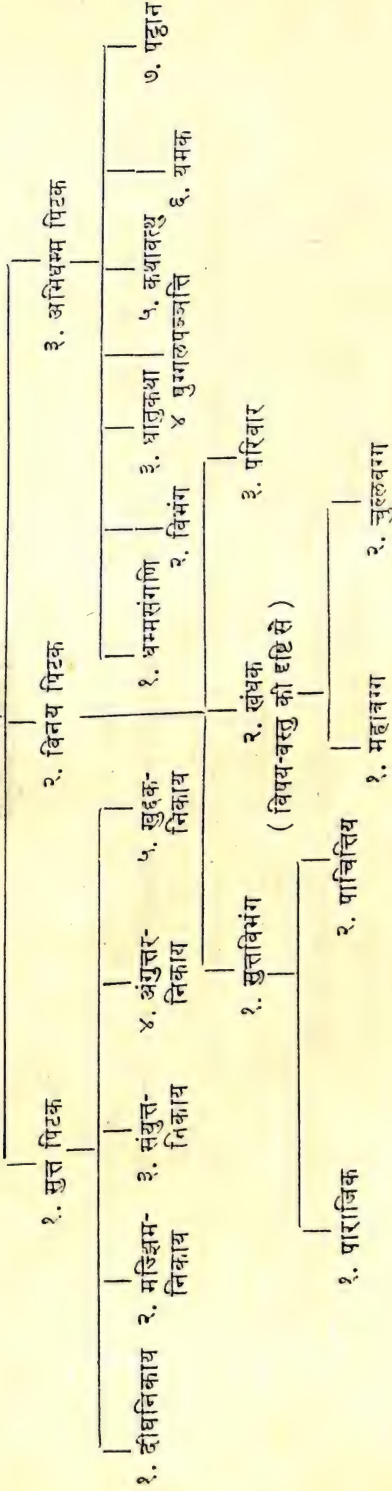 १. सुत्त पिटक
२. विनय पिटक
३. अभिधम्म पिटक
१. दीघनिकाय
२. मज्झिम-
निकाय
३. संयुत्त-
निकाय
४. अंगुत्तर-
निकाय
५. खुद्दक-
निकाय
१. धम्मसंगणि
२. विभंग
३. धातुकथा
४ पुग्गलपञ्ञत्ति
५. कथावत्थु
६. यमक
७. पट्ठान
१. सुत्तविभंग
२. खंधक
(विषय-वस्तु की दृष्टि से)
३. परिवार
१. पाराजिक
२. पाचित्तिय
१. महावग्ग
२. चुल्लवग्ग